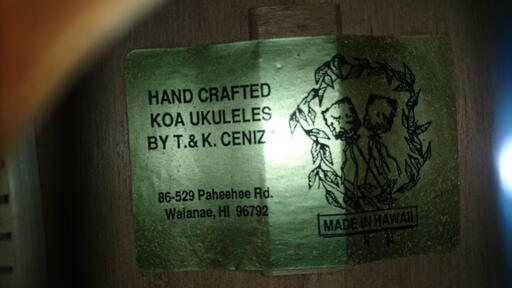 HAND CRAFTED
KOA UKULELES
BY T. & K. CENIZ
86-529 Paheehee Rd.
Waianae, HI 96792
MADE IN HAWAII